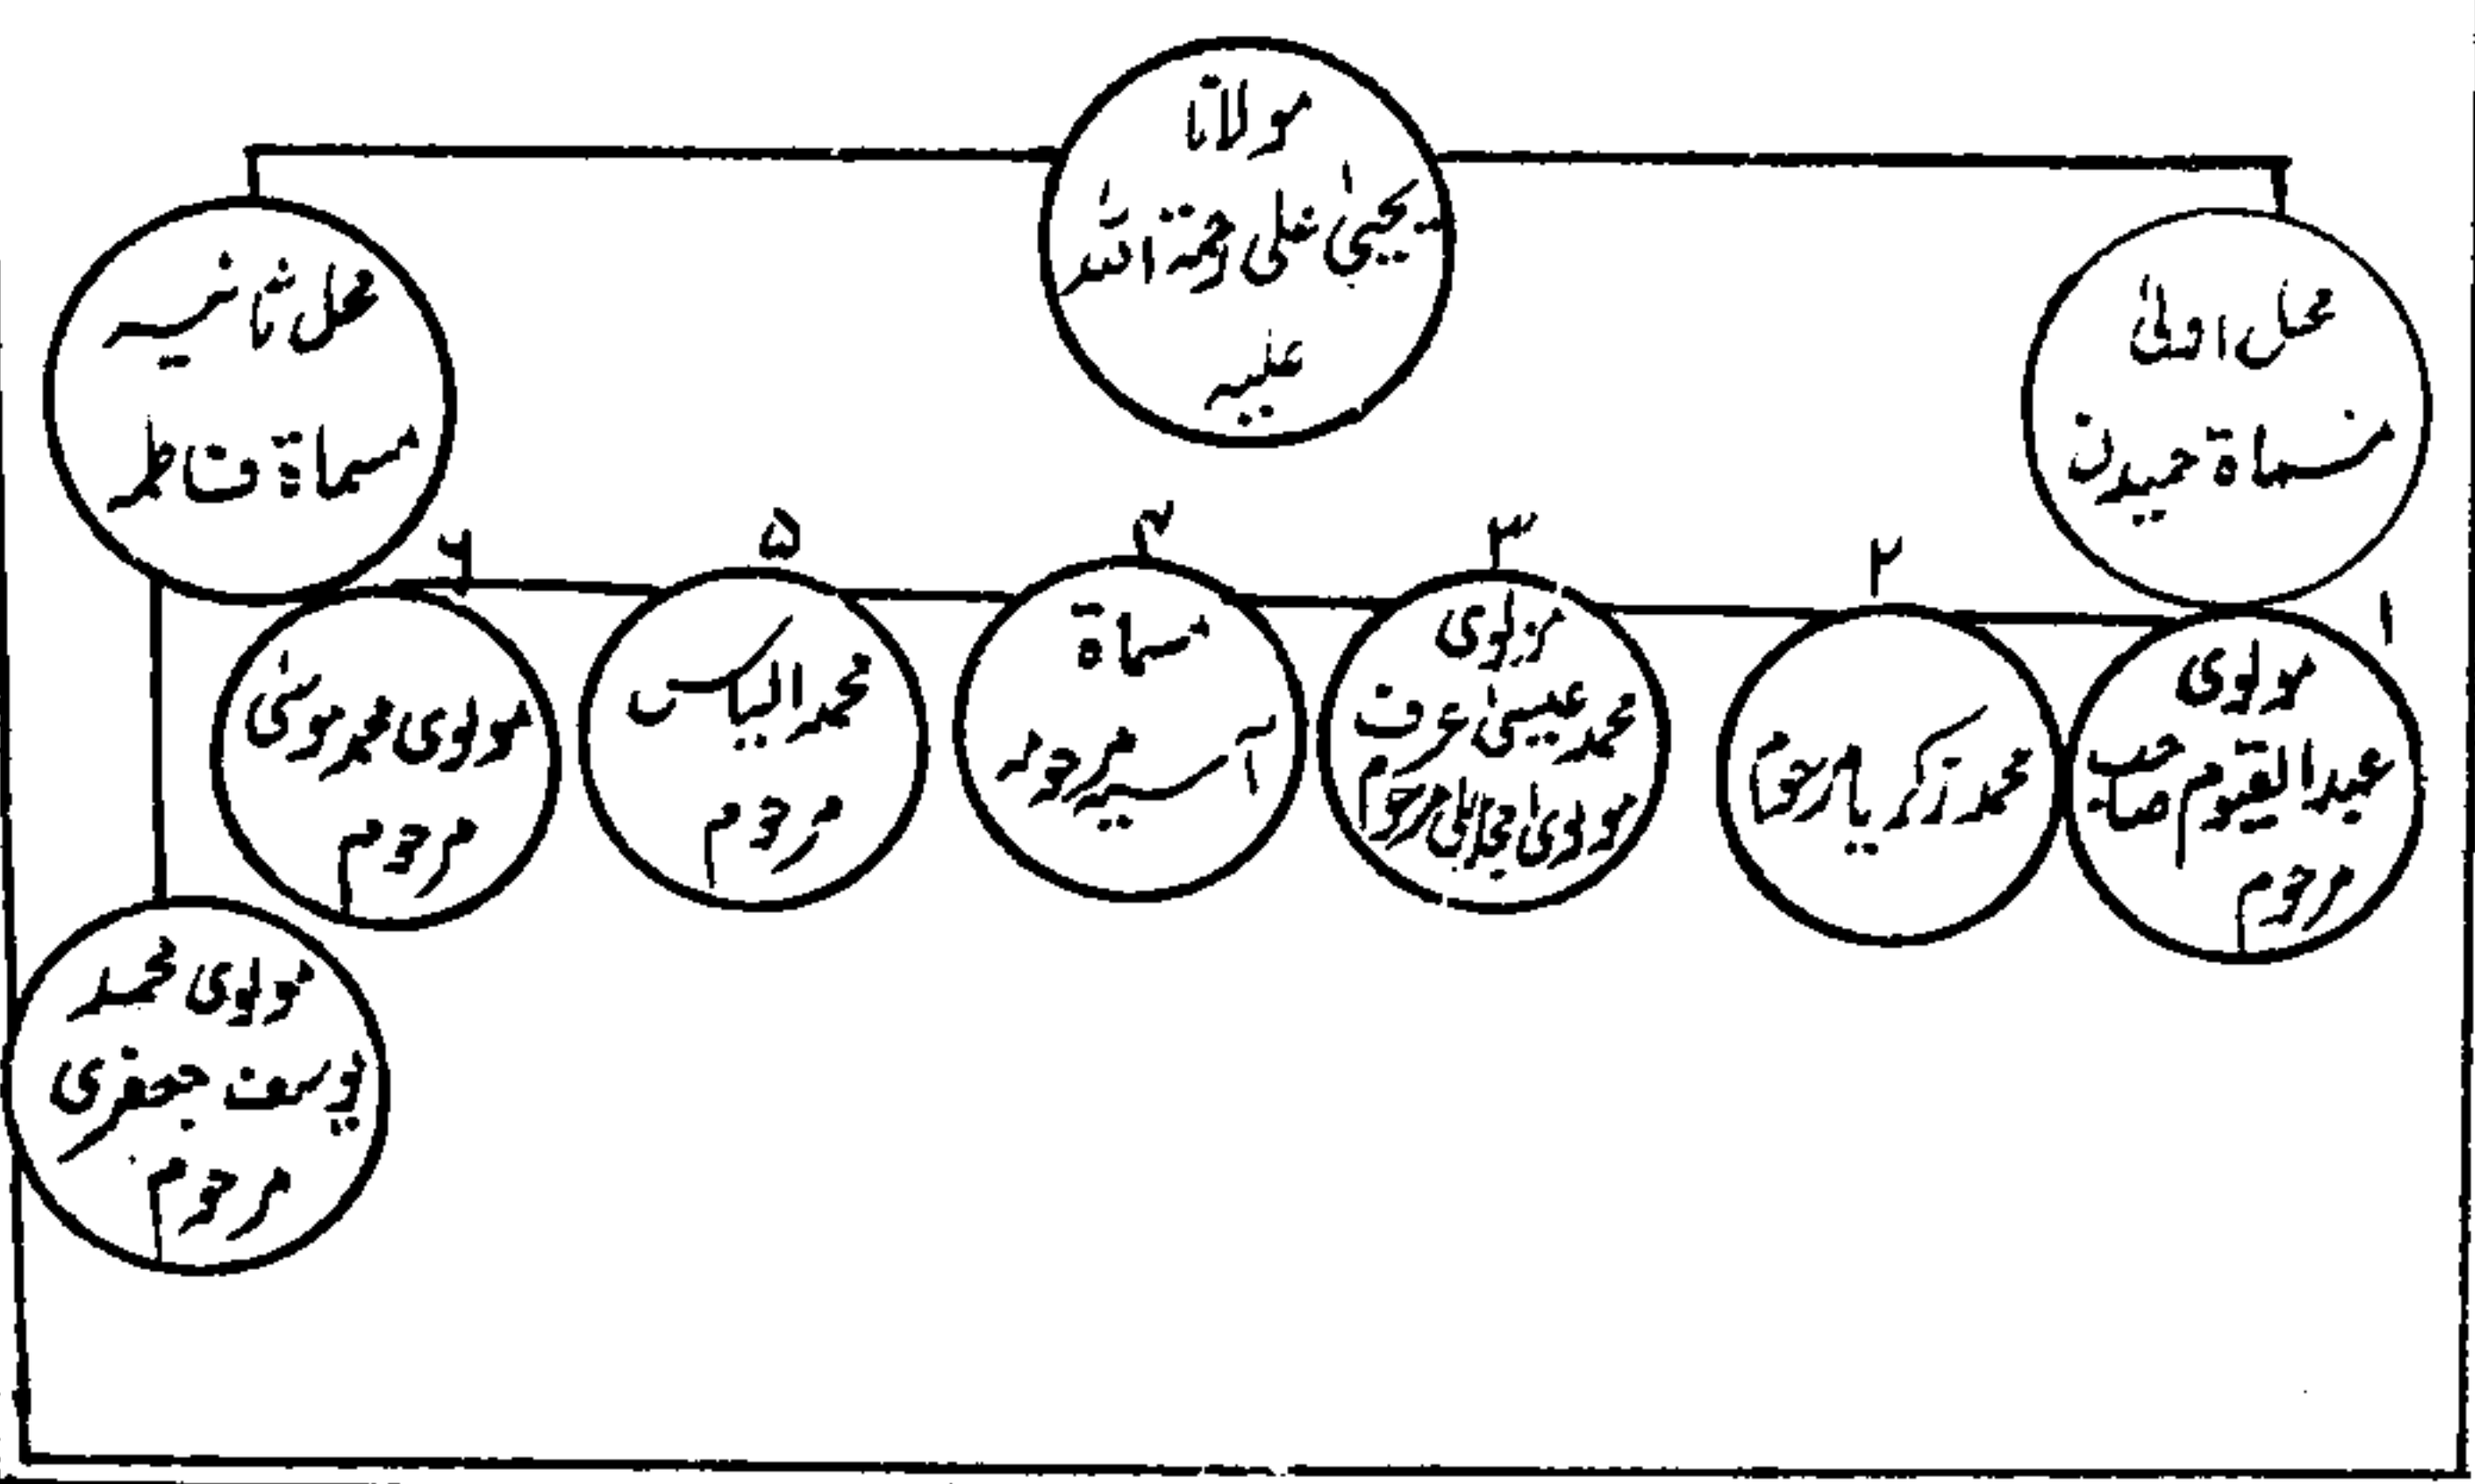 مولانا
یحییٰ علی رحمۃ اللہ
علیہ
محل اولیٰ
مسماۃ حمیدن
محل ثانیہ
مسماۃ فاطمہ
۱
مولوی
عبدالقیوم صاحب
مرحوم
۲
محمد زکریا مرحوم
۳
مولوی
محمد عیسیٰ عرف
مولوی مرحوم
۴
مسماۃ
آسیہ مرحومہ
۵
محمد الیاس
مرحوم
۶
مولوی محمد موسیٰ
مرحوم
مولوی محمد
یوسف جعفری
مرحوم